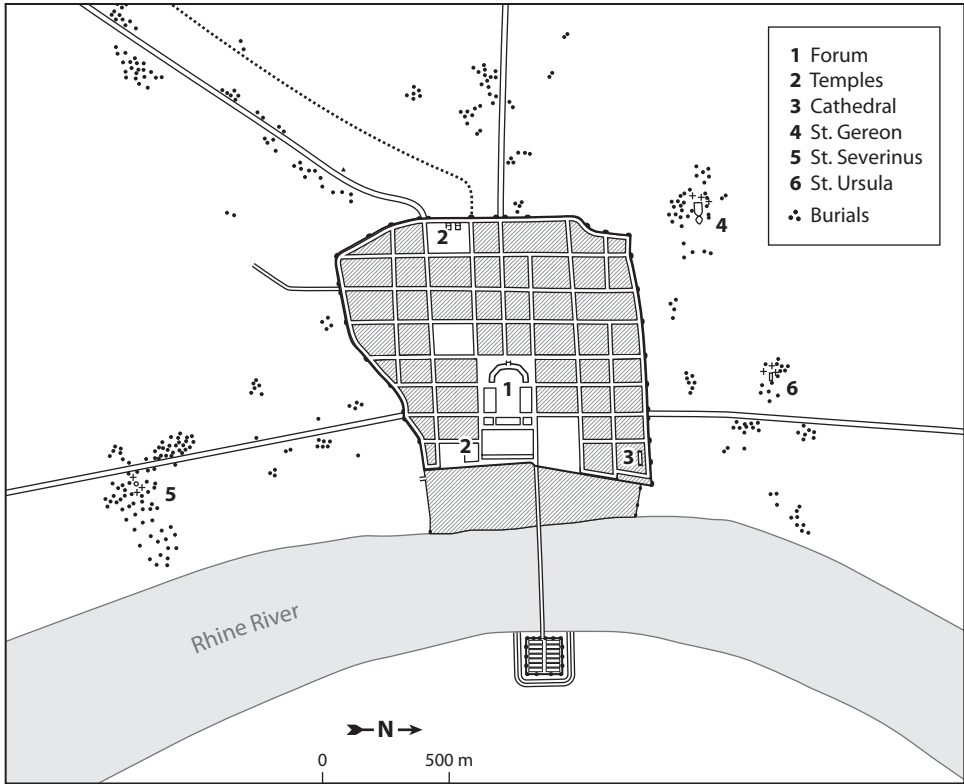 1 Forum
2 Temples
3 Cathedral
4 St. Gereon
5 St. Severinus
6 St. Ursula
Burials
2
4
1
6
2
3
5
Rhine River
N
0 500 m